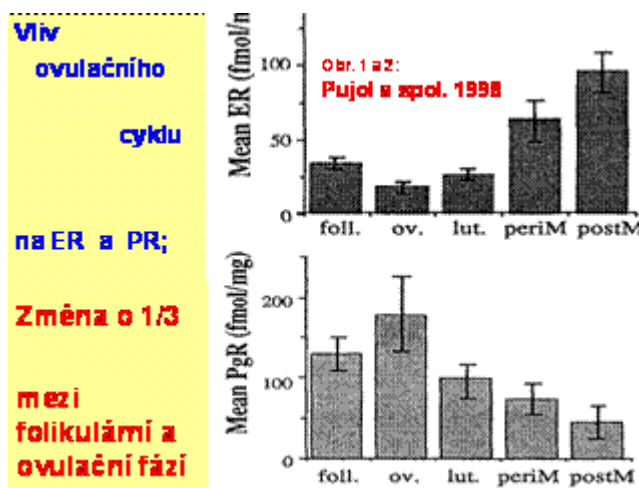 Vliv
ovulačního
cyklu
na ER a PR;
Změna o 1/3
mezi
folikulární a
ovulační fází
Mean ER (fmol/m
100
50
0
Obr. 1 a 2:
Pujol a spol. 1998
foll. ov. lut. periM postM
Mean PgR (fmol/mg)
200
100
0
foll. ov. lut. periM postM